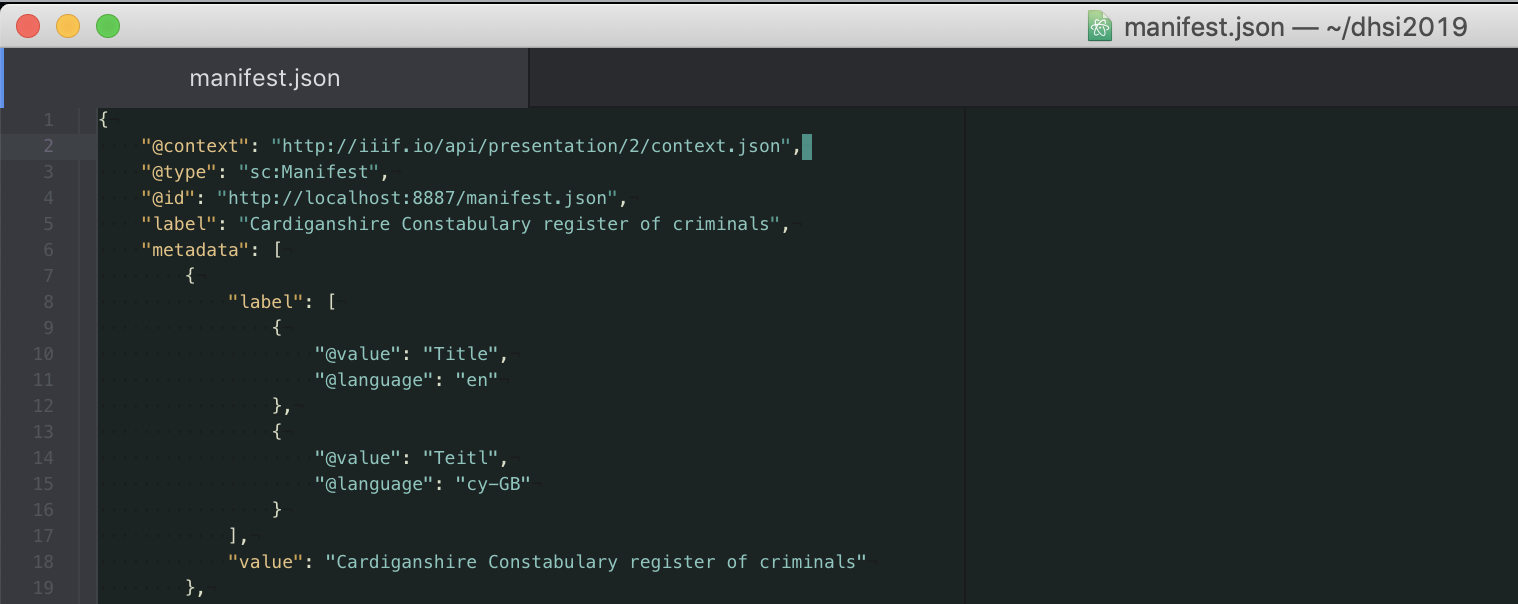 manifest.json — ~/dhsi2019
manifest.json
1 {
2     "@context": "http://iiif.io/api/presentation/2/context.json",
3     "@type": "sc:Manifest",
4     "@id": "http://localhost:8887/manifest.json",
5     "label": "Cardiganshire Constabulary register of criminals",
6     "metadata": [
7         {
8             "label": [
9                 {
10                     "@value": "Title",
11                     "@language": "en"
12                 },
13                 {
14                     "@value": "Teitl",
15                     "@language": "cy-GB"
16                 }
17             ],
18             "value": "Cardiganshire Constabulary register of criminals"
19         },